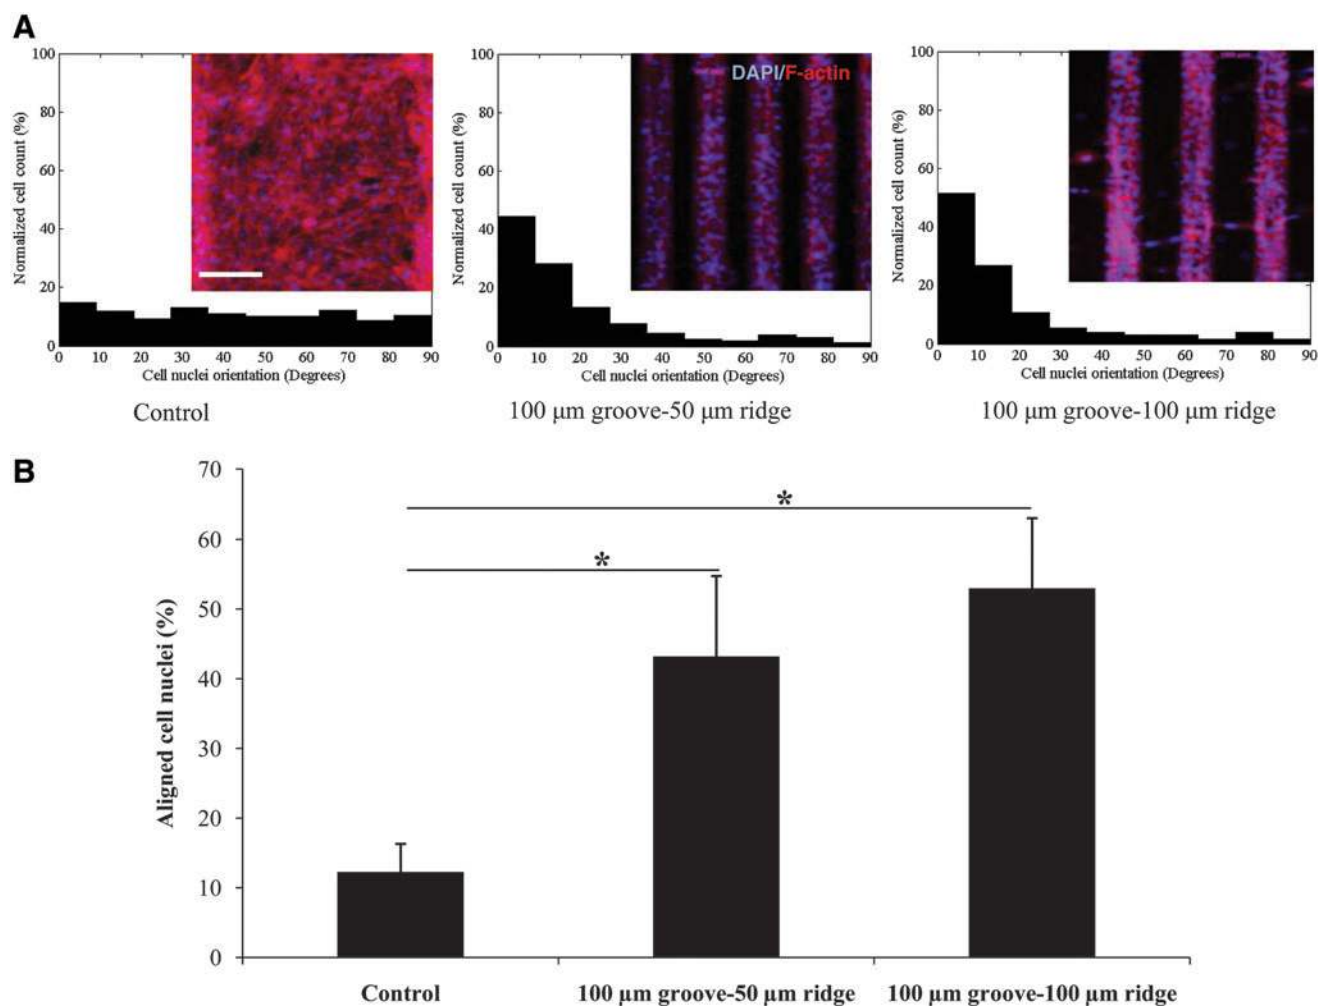 A
100
80
60
40
20
0
Normalized cell count (%)
0 10 20 30 40 50 60 70 80 90
Cell nuclei orientation (Degrees)
Control
100
80
60
40
20
0
Normalized cell count (%)
DAPI/F-actin
0 10 20 30 40 50 60 70 80 90
Cell nuclei orientation (Degrees)
100 μm groove-50 μm ridge
100
80
60
40
20
0
Normalized cell count (%)
0 10 20 30 40 50 60 70 80 90
Cell nuclei orientation (Degrees)
100 μm groove-100 μm ridge
B
70
60
50
40
30
20
10
0
Aligned cell nuclei (%)
*
*
Control
100 μm groove-50 μm ridge
100 μm groove-100 μm ridge